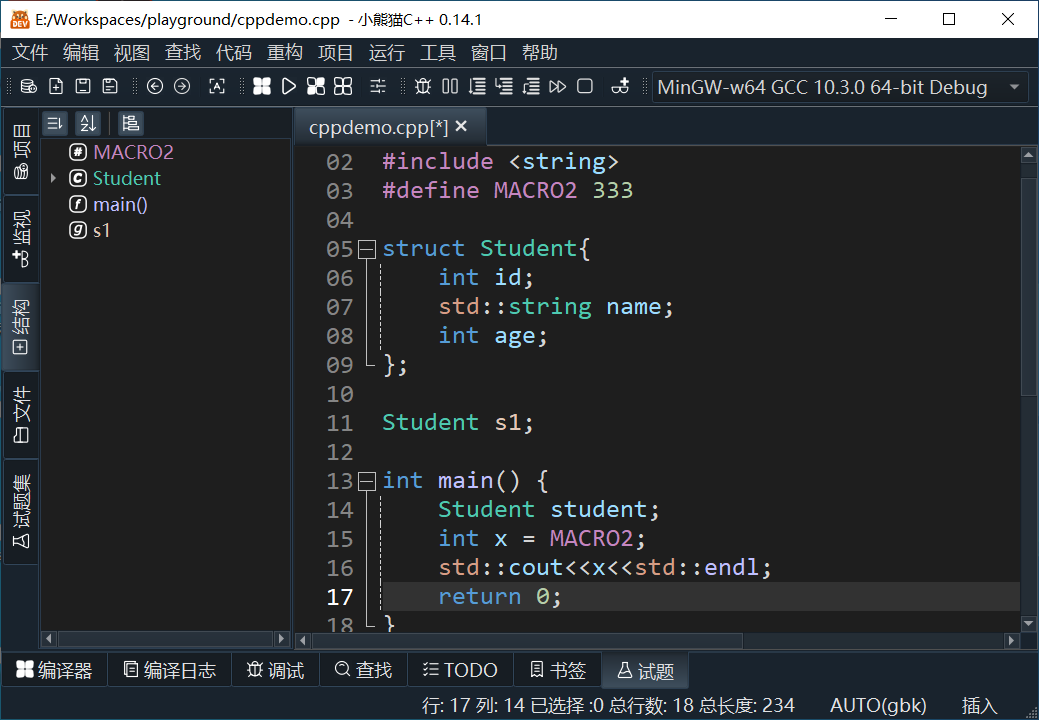 E:/Workspaces/playground/cppdemo.cpp - 小熊猫C++ 0.14.1
文件 编辑 视图 查找 代码 重构 项目 运行 工具 窗口 帮助
MinGW-w64 GCC 10.3.0 64-bit Debug
项目
监视
结构
文件
试题集
MACRO2
Student
main()
s1
cppdemo.cpp[*]
02 #include <string>
03 #define MACRO2 333
04
05 struct Student{
06     int id;
07     std::string name;
08     int age;
09 };
10
11 Student s1;
12
13 int main() {
14     Student student;
15     int x = MACRO2;
16     std::cout<<x<<std::endl;
17     return 0;
18 }
编译器 编译日志 调试 查找 TODO 书签 试题
行: 17 列: 14 已选择 :0 总行数: 18 总长度: 234 AUTO(gbk) 插入